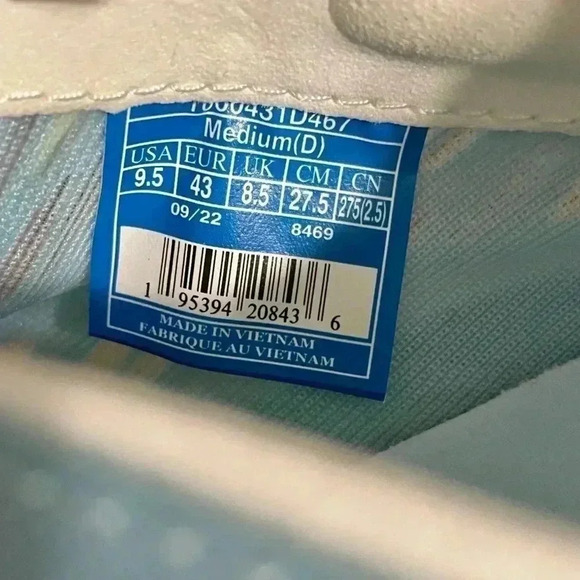 Medium(D)
USA EUR UK CM CN
9.5 43 8.5 27.5 275(2.5)
09/22 8469
1 95394 20843 6
MADE IN VIETNAM
FABRIQUE AU VIETNAM